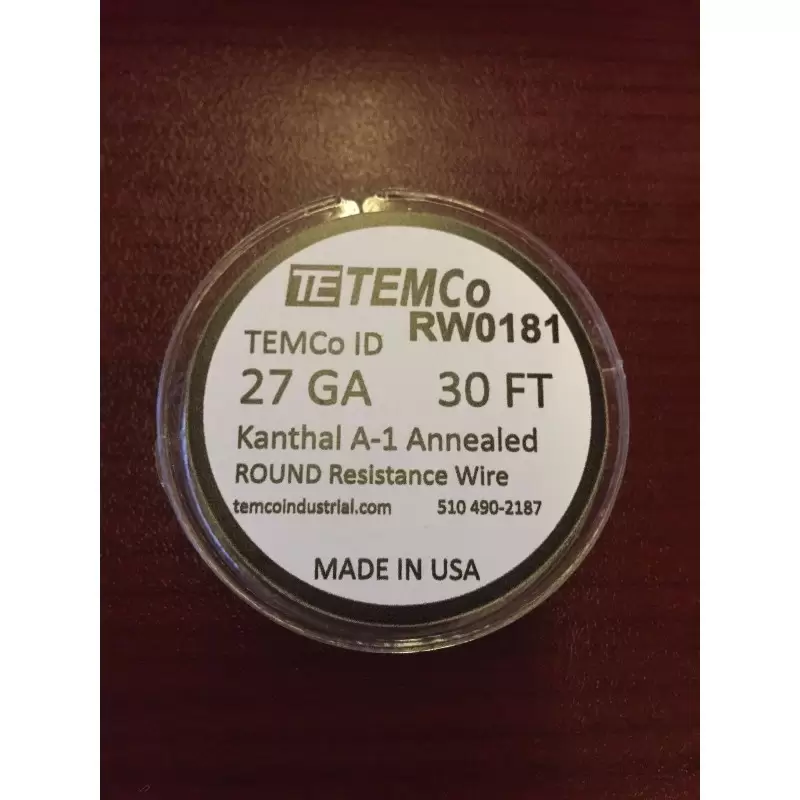 TE TEMCo
TEMCo ID RW0181
27 GA 30 FT
Kanthal A-1 Annealed
ROUND Resistance Wire
temcoindustrial.com 510 490-2187
MADE IN USA